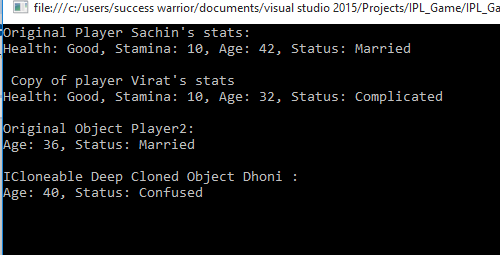 file:///c:/users/success warrior/documents/visual studio 2015/Projects/IPL_Game/IPL_Ga
Original Player Sachin's stats:
Health: Good, Stamina: 10, Age: 42, Status: Married
Copy of player Virat's stats
Health: Good, Stamina: 10, Age: 32, Status: Complicated
Original Object Player2:
Age: 36, Status: Married
ICloneable Deep Cloned Object Dhoni :
Age: 40, Status: Confused